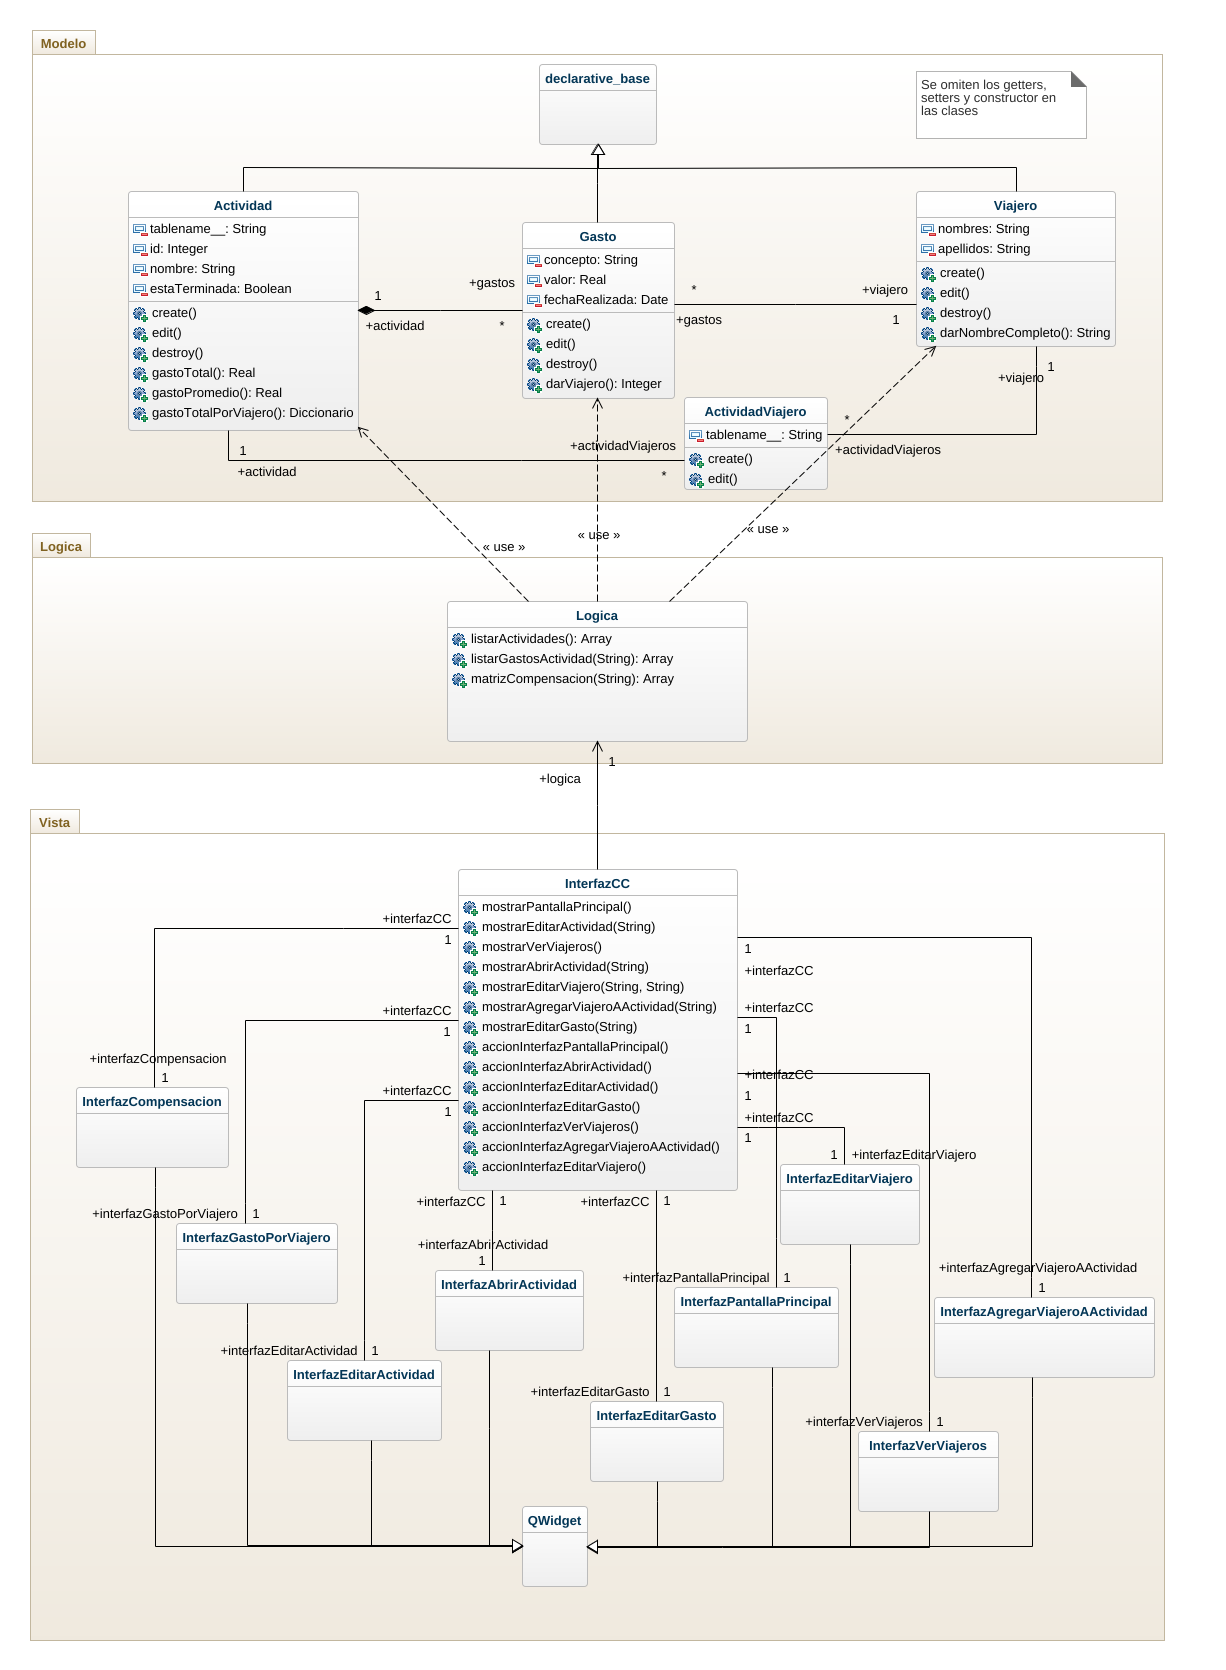 Modelo
declarative_base
Se omiten los getters,
setters y constructor en
las clases
Actividad
tablename__: String
id: Integer
nombre: String
estaTerminada: Boolean
create()
edit()
destroy()
gastoTotal(): Real
gastoPromedio(): Real
gastoTotalPorViajero(): Diccionario
1
+actividad
+gastos
*
Gasto
concepto: String
valor: Real
fechaRealizada: Date
create()
edit()
destroy()
darViajero(): Integer
*
+gastos
+viajero
1
Viajero
nombres: String
apellidos: String
create()
edit()
destroy()
darNombreCompleto(): String
1
+viajero
ActividadViajero
tablename__: String
create()
edit()
*
+actividadViajeros
1
+actividad
+actividadViajeros
*
« use »
« use »
« use »
Logica
Logica
listarActividades(): Array
listarGastosActividad(String): Array
matrizCompensacion(String): Array
1
+logica
Vista
InterfazCC
mostrarPantallaPrincipal()
mostrarEditarActividad(String)
mostrarVerViajeros()
mostrarAbrirActividad(String)
mostrarEditarViajero(String, String)
mostrarAgregarViajeroAActividad(String)
mostrarEditarGasto(String)
accionInterfazPantallaPrincipal()
accionInterfazAbrirActividad()
accionInterfazEditarActividad()
accionInterfazEditarGasto()
accionInterfazVerViajeros()
accionInterfazAgregarViajeroAActividad()
accionInterfazEditarViajero()
+interfazCC
1
+interfazCC
1
+interfazCC
1
1
+interfazCC
+interfazCC
1
+interfazCC
1
+interfazCC
1
+interfazCompensacion
1
InterfazCompensacion
1
+interfazEditarViajero
InterfazEditarViajero
+interfazCC
1
+interfazCC
1
+interfazGastoPorViajero
1
InterfazGastoPorViajero
+interfazAbrirActividad
1
InterfazAbrirActividad
+interfazPantallaPrincipal
1
InterfazPantallaPrincipal
+interfazAgregarViajeroAActividad
1
InterfazAgregarViajeroAActividad
+interfazEditarActividad
1
InterfazEditarActividad
+interfazEditarGasto
1
InterfazEditarGasto
+interfazVerViajeros
1
InterfazVerViajeros
QWidget